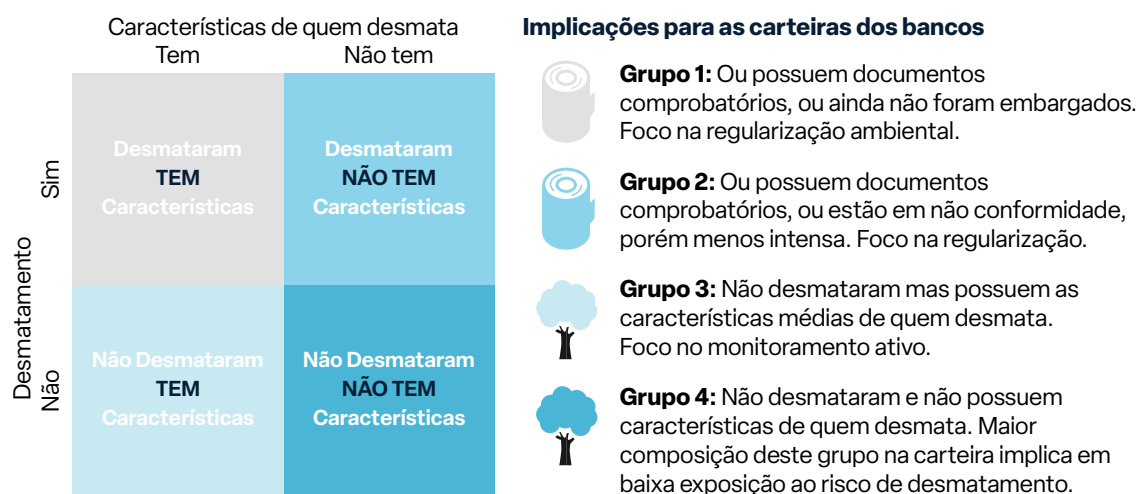 Características de quem desmata
Tem
Não tem
Desmatamento
Sim
Não
Desmataram
TEM
Características
Desmataram
NÃO TEM
Características
Não Desmataram
TEM
Características
Não Desmataram
NÃO TEM
Características
Implicações para as carteiras dos bancos
Grupo 1: Ou possuem documentos
comprobatórios, ou ainda não foram embargados.
Foco na regularização ambiental.
Grupo 2: Ou possuem documentos
comprobatórios, ou estão em não conformidade,
porém menos intensa. Foco na regularização.
Grupo 3: Não desmataram mas possuem as
características médias de quem desmata.
Foco no monitoramento ativo.
Grupo 4: Não desmataram e não possuem
características de quem desmata. Maior
composição deste grupo na carteira implica em
baixa exposição ao risco de desmatamento.